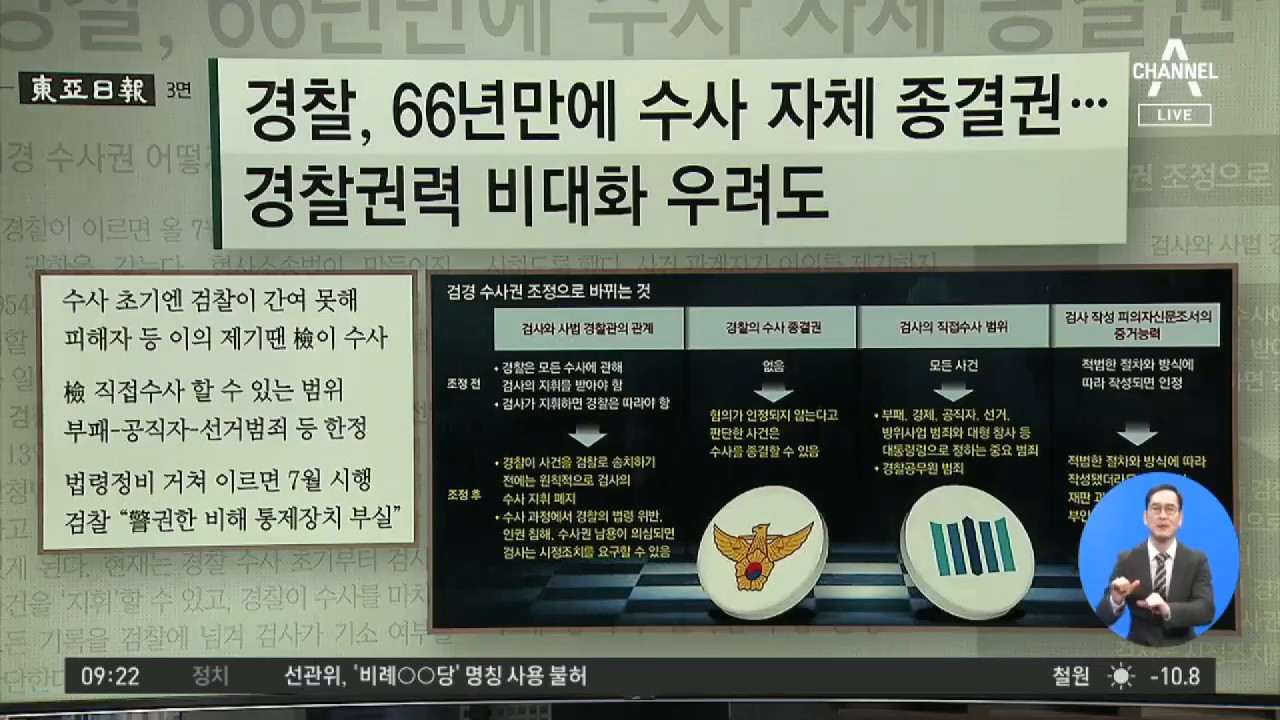 東亞日報 3면
경찰, 66년만에 수사 자체 종결권…
경찰권력 비대화 우려도
CHANNEL A
LIVE
수사 초기엔 검찰이 간여 못해
피해자 등 이의 제기땐 檢이 수사
檢 직접수사 할 수 있는 범위
부패-공직자-선거범죄 등 한정
법령정비 거쳐 이르면 7월 시행
검찰 “警권한 비해 통제장치 부실”
검경 수사권 조정으로 바뀌는 것
검사와 사법 경찰관의 관계
경찰의 수사 종결권
검사의 직접수사 범위
검사 작성 피의자신문조서의
증거능력
조정 전
• 경찰은 모든 수사에 관해
검사의 지휘를 받아야 함
• 검사가 지휘하면 경찰은 따라야 함
없음
모든 사건
적법한 절차와 방식에
따라 작성되면 인정
조정 후
• 경찰이 사건을 검찰로 송치하기
전에는 원칙적으로 검사의
수사 지휘 폐지
• 수사 과정에서 경찰의 법령 위반,
인권 침해, 수사권 남용이 의심되면
검사는 시정조치를 요구할 수 있음
혐의가 인정되지 않는다고
판단한 사건은
수사를 종결할 수 있음
• 부패, 경제, 공직자, 선거,
방위사업 범죄와 대형 참사 등
대통령령으로 정하는 중요 범죄
• 경찰공무원 범죄
적법한 절차와 방식에 따라
작성됐더라도
재판
09:22 정치 선관위, '비례○○당' 명칭 사용 불허
철원 -10.8